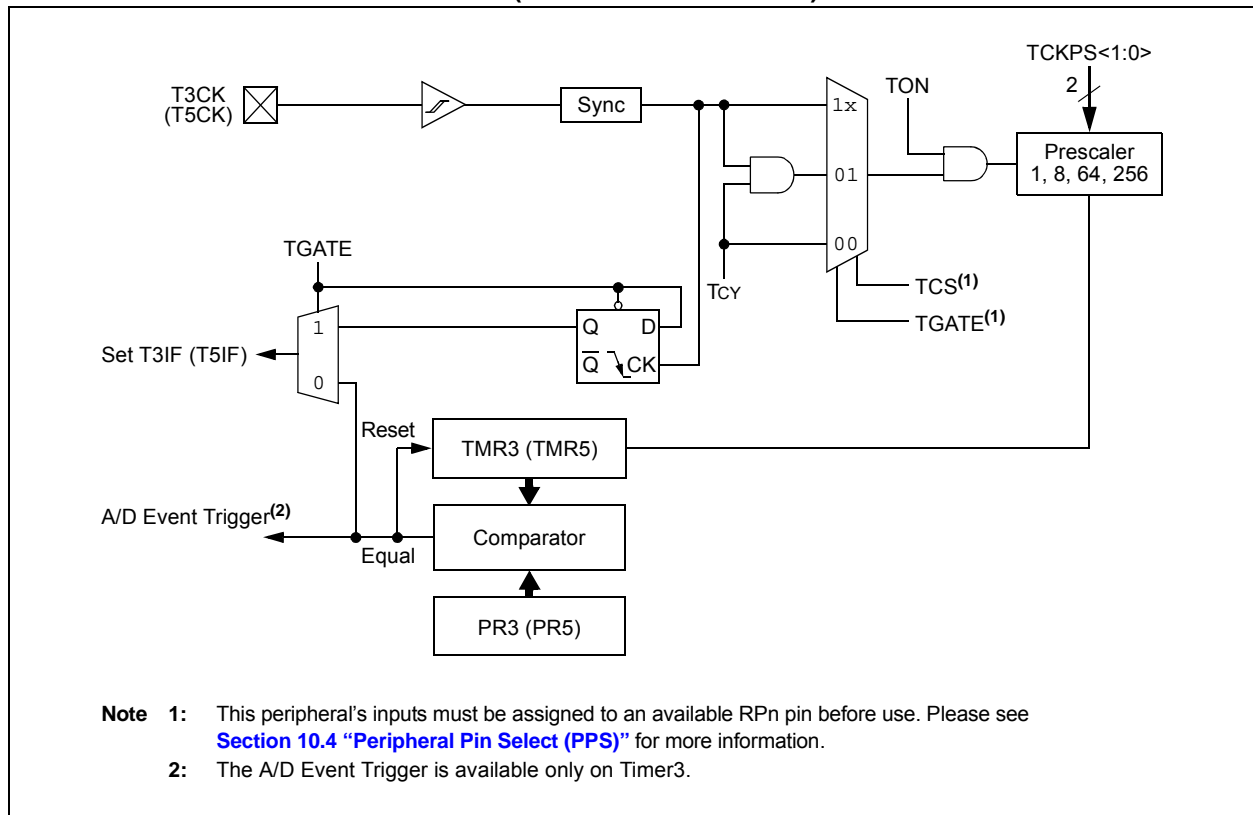 TCKPS<1:0>
2
T3CK
(T5CK)
Sync
1x
TON
Prescaler
1, 8, 64, 256
01
00
TGATE
TCY
TCS(1)
TGATE(1)
1
Q D
Set T3IF (T5IF)
Q CK
0
Reset
TMR3 (TMR5)
A/D Event Trigger(2)
Equal
Comparator
PR3 (PR5)
Note 1: This peripheral's inputs must be assigned to an available RPn pin before use. Please see
Section 10.4 “Peripheral Pin Select (PPS)” for more information.
2: The A/D Event Trigger is available only on Timer3.